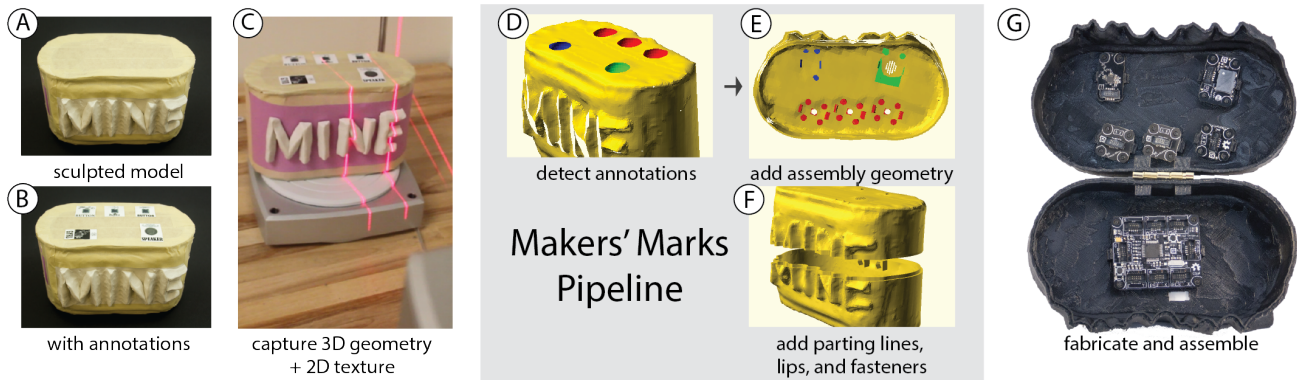 A
sculpted model
B
with annotations
C
MINE
SPEAKER
capture 3D geometry
+ 2D texture
D
detect annotations
E
add assembly geometry
Makers' Marks
Pipeline
F
add parting lines,
lips, and fasteners
G
fabricate and assemble